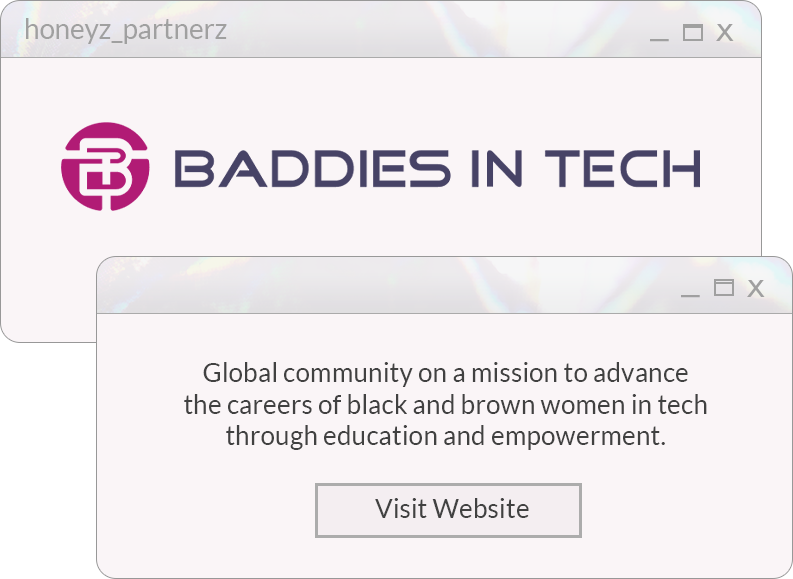 honeyz_partnerz
BADDIES IN TECH
Global community on a mission to advance
the careers of black and brown women in tech
through education and empowerment.
Visit Website